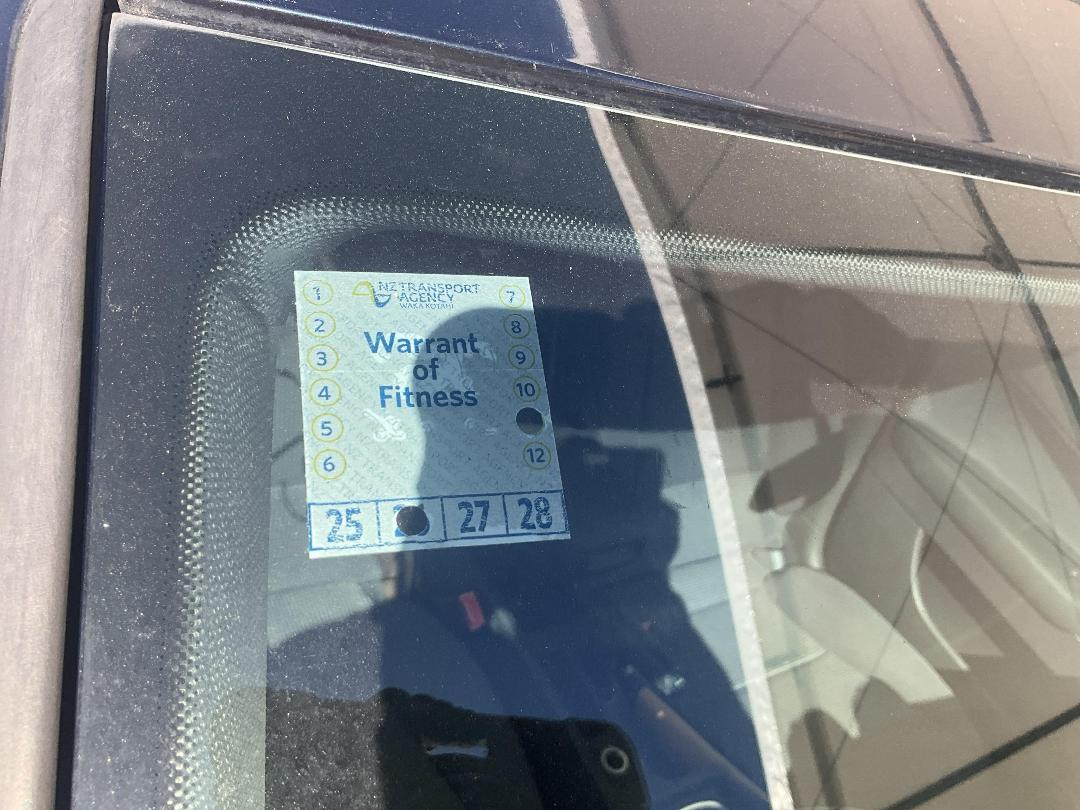 NZ TRANSPORT
AGENCY
WAKA KOTAHI
1
2
3
4
5
6
Warrant
of
Fitness
7
8
9
10
12
25 27 28